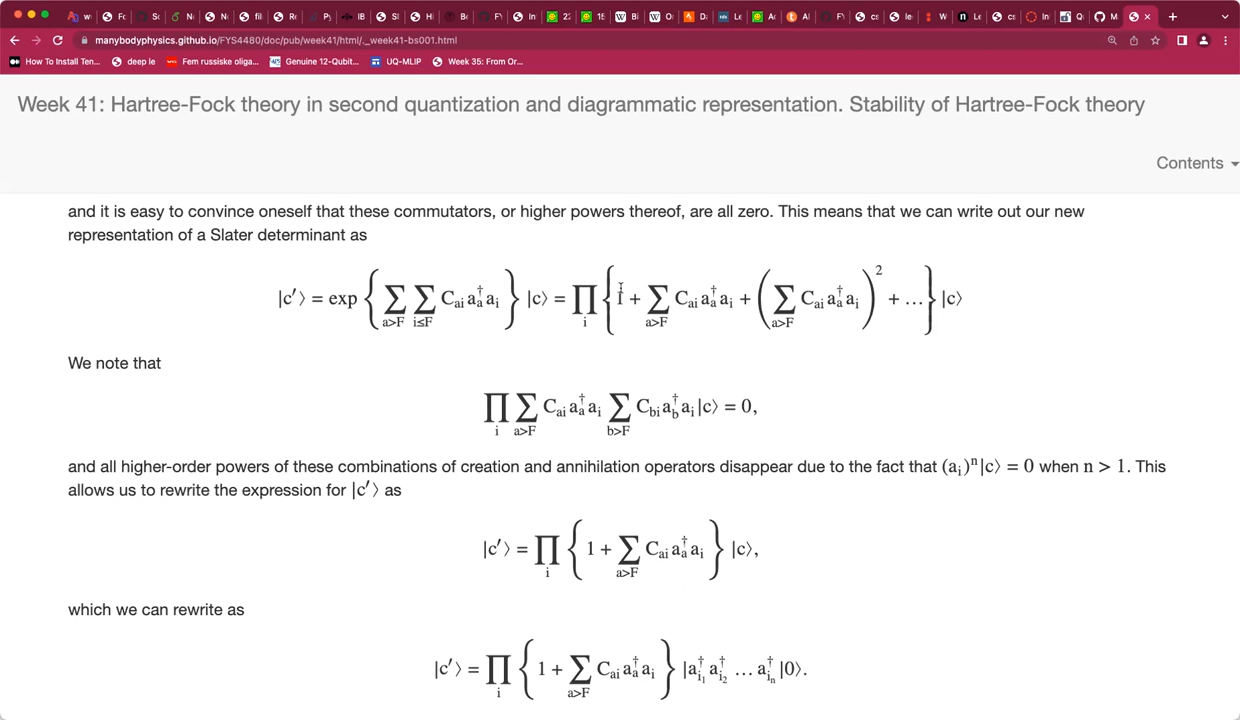 manybodyphysics.github.io/FYS4480/doc/pub/week41/html/._week41-bs001.html
How To Install Ten... deep le Fem russiske oliga... Genuine 12-Qubit... UQ-MLIP Week 35: From Or...
Week 41: Hartree-Fock theory in second quantization and diagrammatic representation. Stability of Hartree-Fock theory
Contents
and it is easy to convince oneself that these commutators, or higher powers thereof, are all zero. This means that we can write out our new
representation of a Slater determinant as
|c′⟩ = exp { ∑_{a>F} ∑_{i≤F} C_{ai} a_a^† a_i } |c⟩ = ∏_i { 1 + ∑_{a>F} C_{ai} a_a^† a_i + ( ∑_{a>F} C_{ai} a_a^† a_i )^2 + … } |c⟩
We note that
∏_i ∑_{a>F} C_{ai} a_a^† a_i ∑_{b>F} C_{bi} a_b^† a_i |c⟩ = 0,
and all higher-order powers of these combinations of creation and annihilation operators disappear due to the fact that (a_i)^n |c⟩ = 0 when n > 1. This
allows us to rewrite the expression for |c′⟩ as
|c′⟩ = ∏_i { 1 + ∑_{a>F} C_{ai} a_a^† a_i } |c⟩,
which we can rewrite as
|c′⟩ = ∏_i { 1 + ∑_{a>F} C_{ai} a_a^† a_i } |a_{i_1}^† a_{i_2}^† … a_{i_n}^† |0⟩.